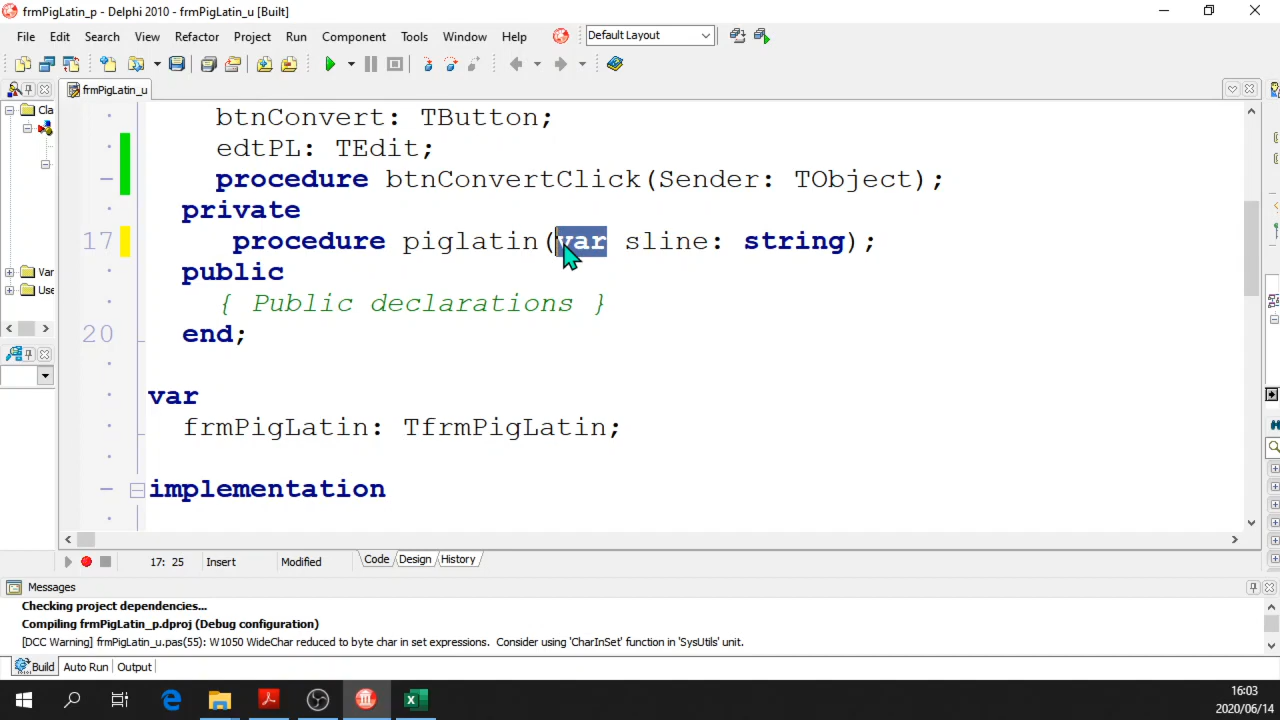 frmPigLatin_p - Delphi 2010 - frmPigLatin_u [Built]
File Edit Search View Refactor Project Run Component Tools Window Help Default Layout
frmPigLatin_u
Cla
Var
Use
btnConvert: TButton;
edtPL: TEdit;
procedure btnConvertClick(Sender: TObject);
private
17 procedure piglatin(var sline: string);
public
{ Public declarations }
20 end;
var
frmPigLatin: TfrmPigLatin;
implementation
17: 25 Insert Modified Code Design History
Messages
Checking project dependencies...
Compiling frmPigLatin_p.dproj (Debug configuration)
[DCC Warning] frmPigLatin_u.pas(55): W1050 WideChar reduced to byte char in set expressions. Consider using 'CharInSet' function in 'SysUtils' unit.
Build Auto Run Output
16:03
2020/06/14